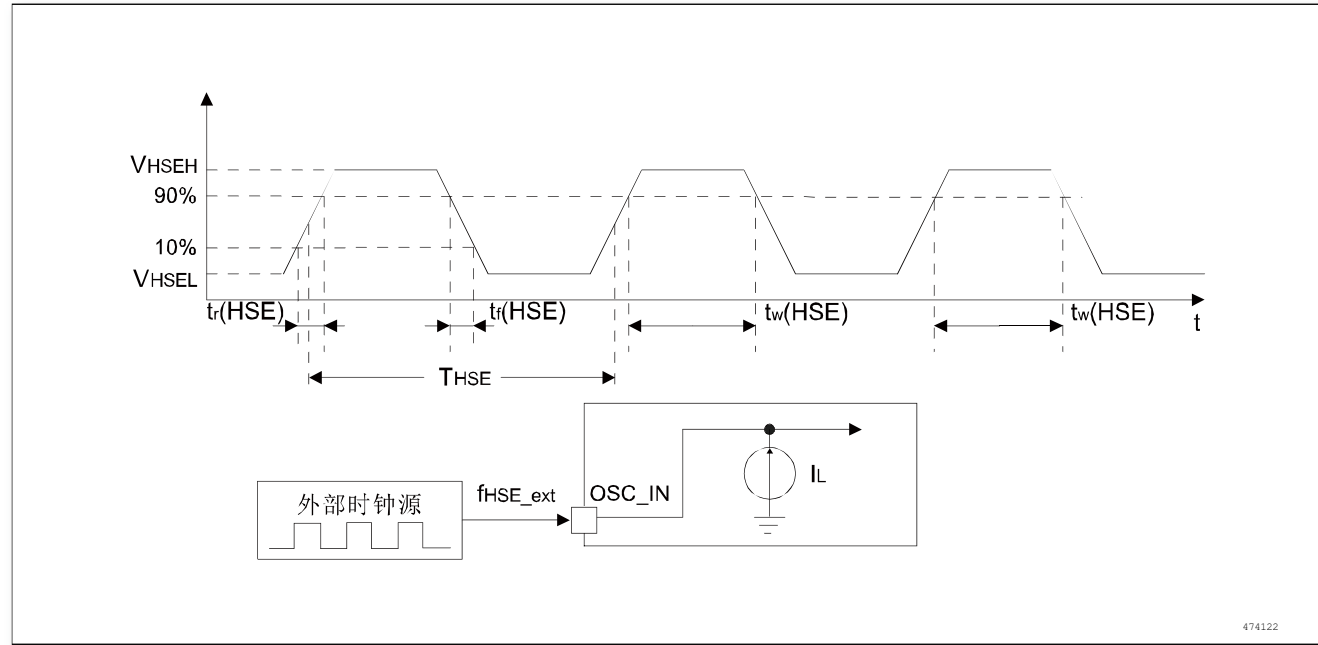 VHSEH
90%
10%
VHSEL
tr(HSE) tf(HSE) tw(HSE) tw(HSE)
t
THSE
IL
fHSE_ext OSC_IN
外部时钟源
474122